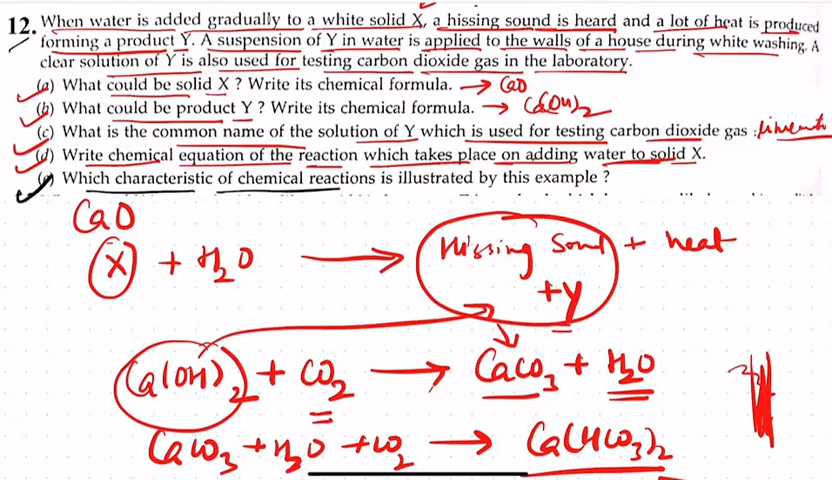 12. When water is added gradually to a white solid X, a hissing sound is heard and a lot of heat is produced
forming a product Y. A suspension of Y in water is applied to the walls of a house during white washing. A
clear solution of Y is also used for testing carbon dioxide gas in the laboratory.
(a) What could be solid X ? Write its chemical formula. → CaO
(b) What could be product Y ? Write its chemical formula. → Ca(OH)2
(c) What is the common name of the solution of Y which is used for testing carbon dioxide gas
(d) Write chemical equation of the reaction which takes place on adding water to solid X.
Which characteristic of chemical reactions is illustrated by this example ?
CaO
X + H2O → Hissing Sound + heat
+Y
Ca(OH)2 + CO2 → CaCO3 + H2O
CaCO3 + H2O + CO2 → Ca(HCO3)2